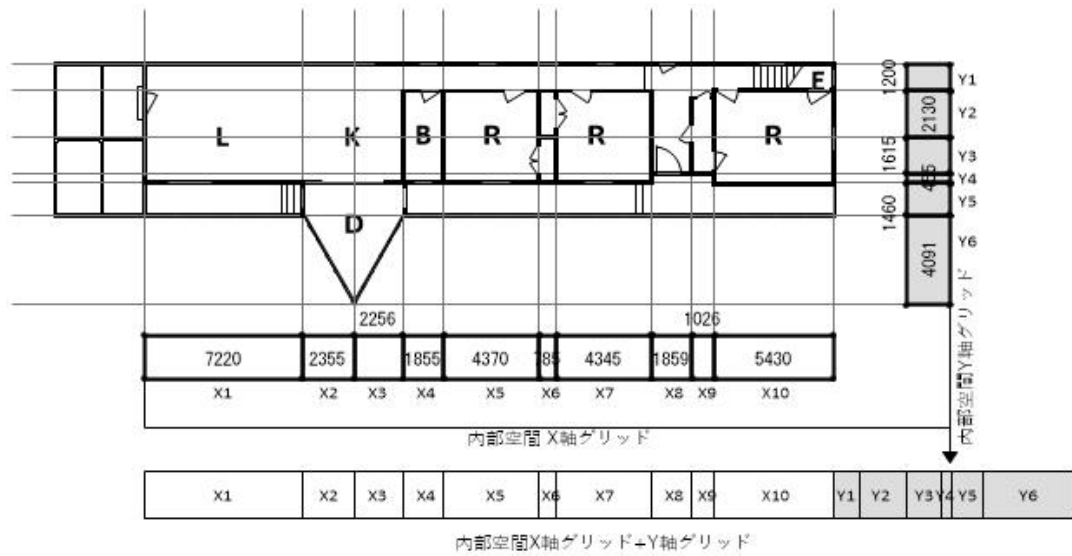 E
L K B R R R
D
1200 Y1
2130 Y2
1615 Y3
Y4
Y5
1460
4091 Y6
2256 1026
7220 2355 1855 4370 785 4345 1859 5430
X1 X2 X3 X4 X5 X6 X7 X8 X9 X10
内部空間 X軸グリッド
内部空間Y軸グリッド
X1 X2 X3 X4 X5 X6 X7 X8 X9 X10 Y1 Y2 Y3 Y4 Y5 Y6
内部空間X軸グリッド+Y軸グリッド